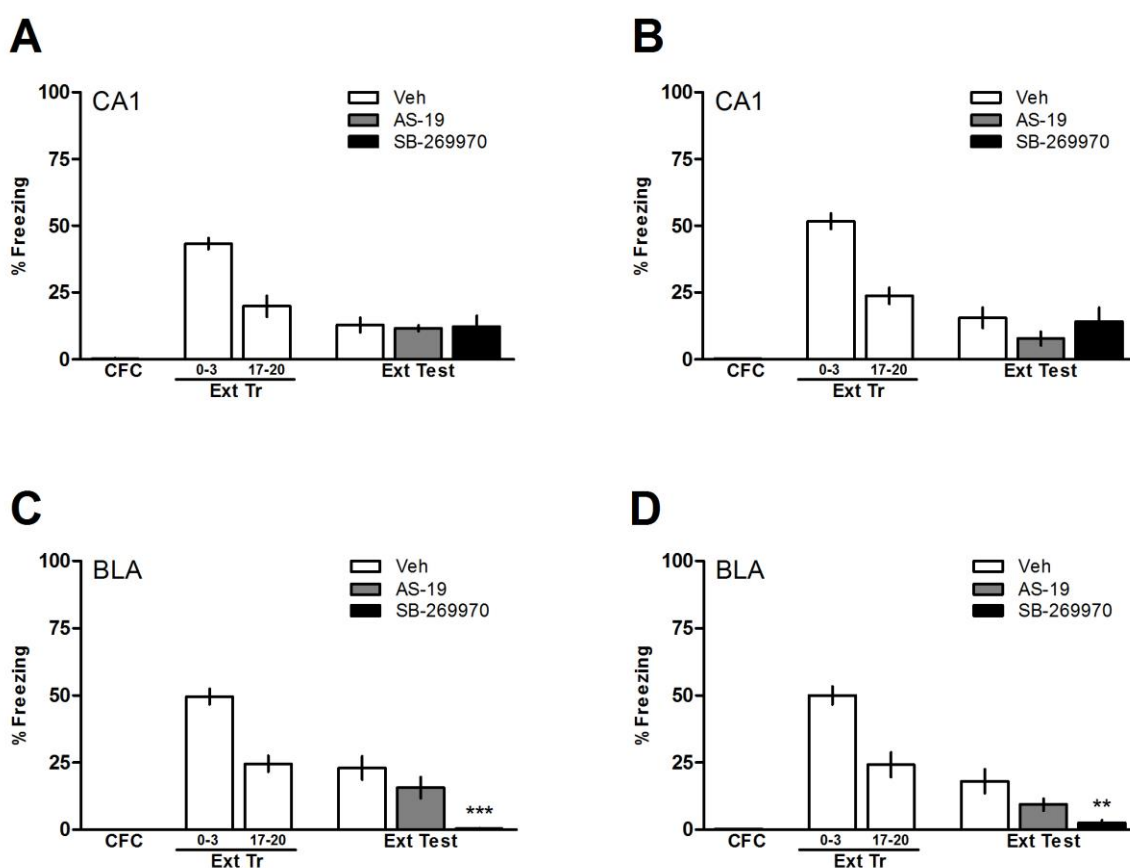 A
CA1
Veh
AS-19
SB-269970
% Freezing
100
75
50
25
0
CFC
0-3
17-20
Ext Tr
Ext Test
B
CA1
Veh
AS-19
SB-269970
% Freezing
100
75
50
25
0
CFC
0-3
17-20
Ext Tr
Ext Test
C
BLA
Veh
AS-19
SB-269970
% Freezing
100
75
50
25
0
***
CFC
0-3
17-20
Ext Tr
Ext Test
D
BLA
Veh
AS-19
SB-269970
% Freezing
100
75
50
25
0
**
CFC
0-3
17-20
Ext Tr
Ext Test